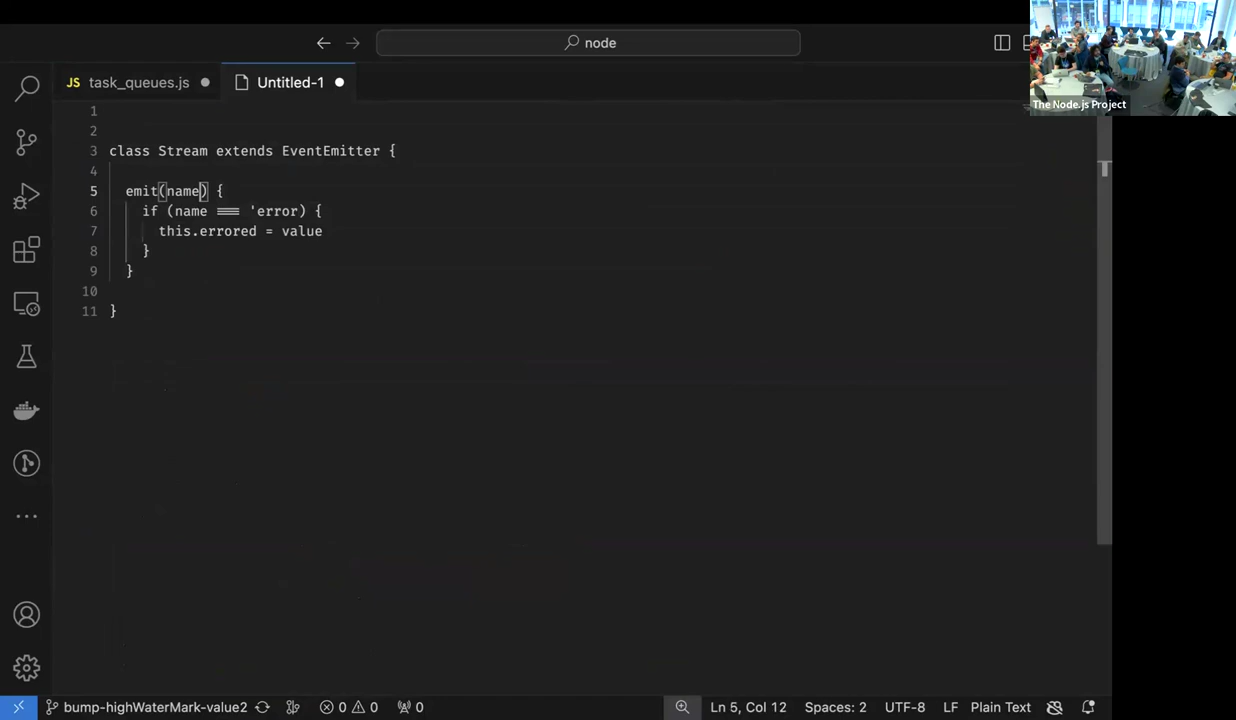 node
The Node.js Project
JS task_queues.js
Untitled-1
1
2
3 class Stream extends EventEmitter {
4
5 emit(name) {
6 if (name === 'error) {
7 this.errored = value
8 }
9 }
10
11 }
bump-highWaterMark-value2 0 0 0 Ln 5, Col 12 Spaces: 2 UTF-8 LF Plain Text